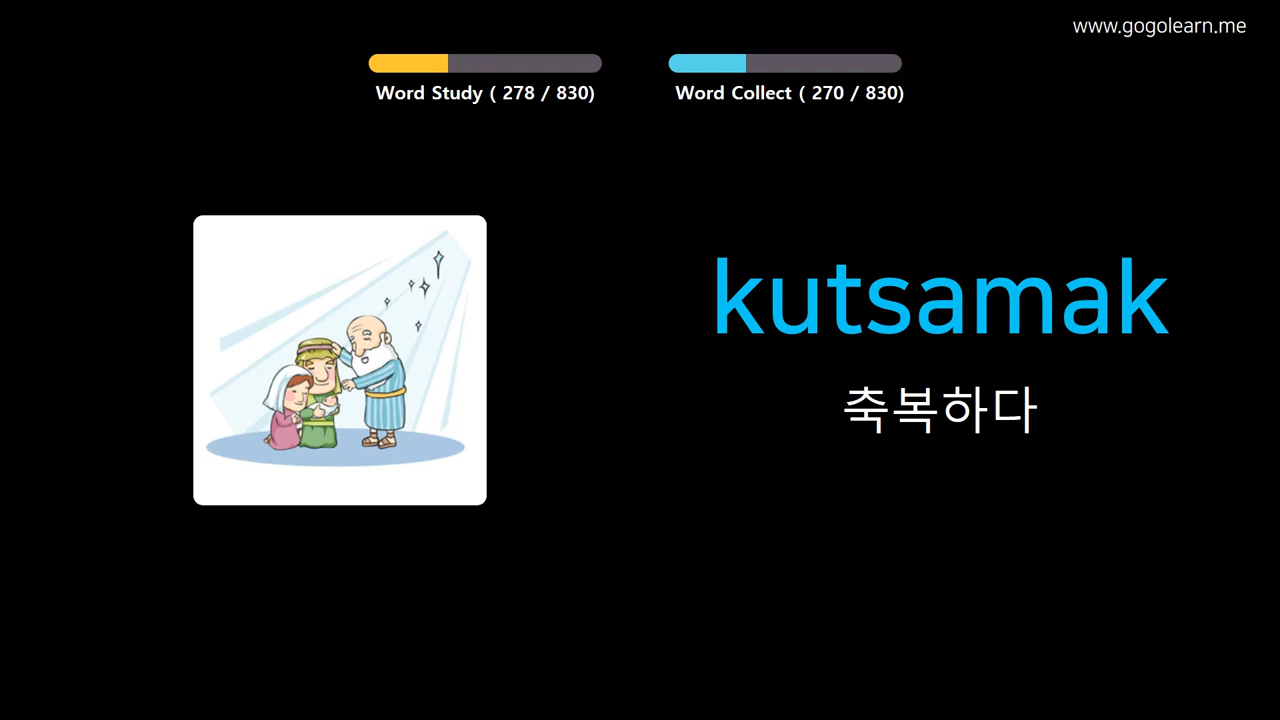 www.gogolearn.me
Word Study ( 278 / 830)
Word Collect ( 270 / 830)
kutsamak
축복하다